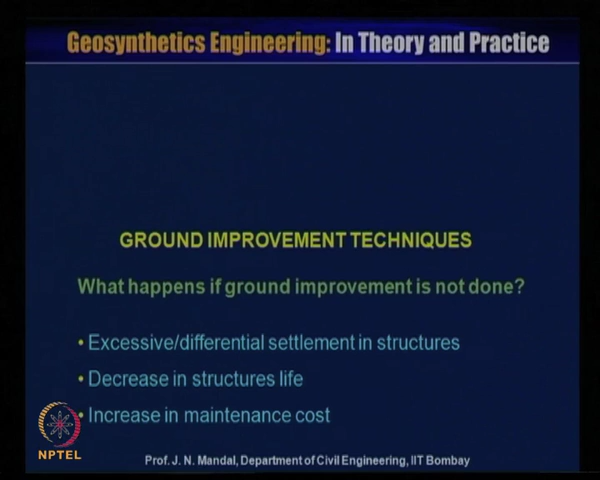 Geosynthetics Engineering: In Theory and Practice
GROUND IMPROVEMENT TECHNIQUES
What happens if ground improvement is not done?
• Excessive/differential settlement in structures
• Decrease in structures life
• Increase in maintenance cost
NPTEL
Prof. J. N. Mandal, Department of Civil Engineering, IIT Bombay